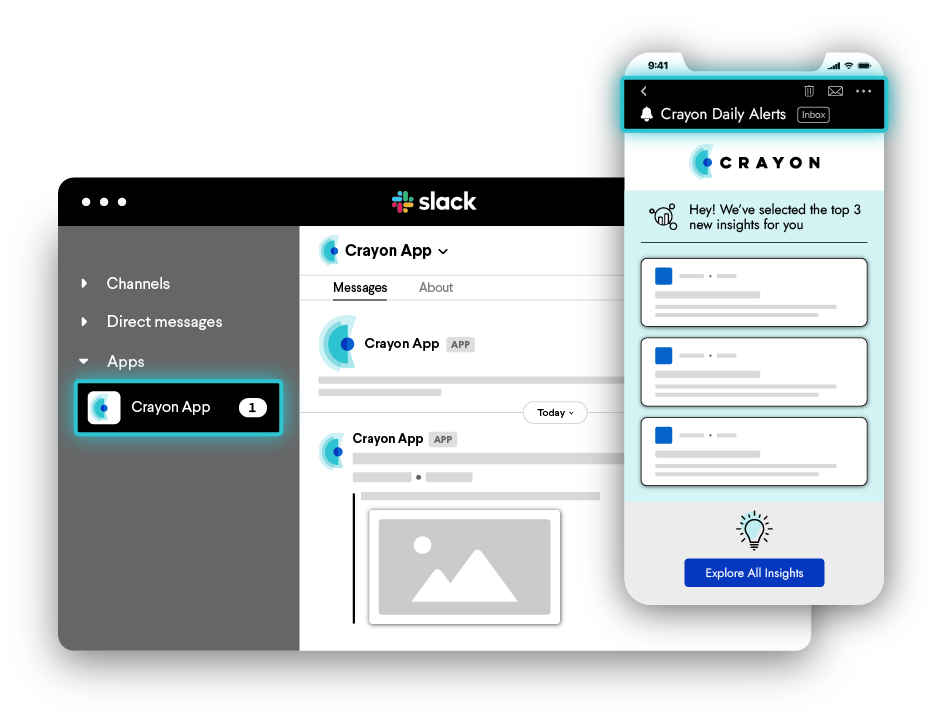 9:41
Crayon Daily Alerts Inbox
CRAYON
Hey! We've selected the top 3
new insights for you
Explore All Insights
slack
Channels
Direct messages
Apps
Crayon App 1
Crayon App
Messages About
Crayon App APP
Today
Crayon App APP